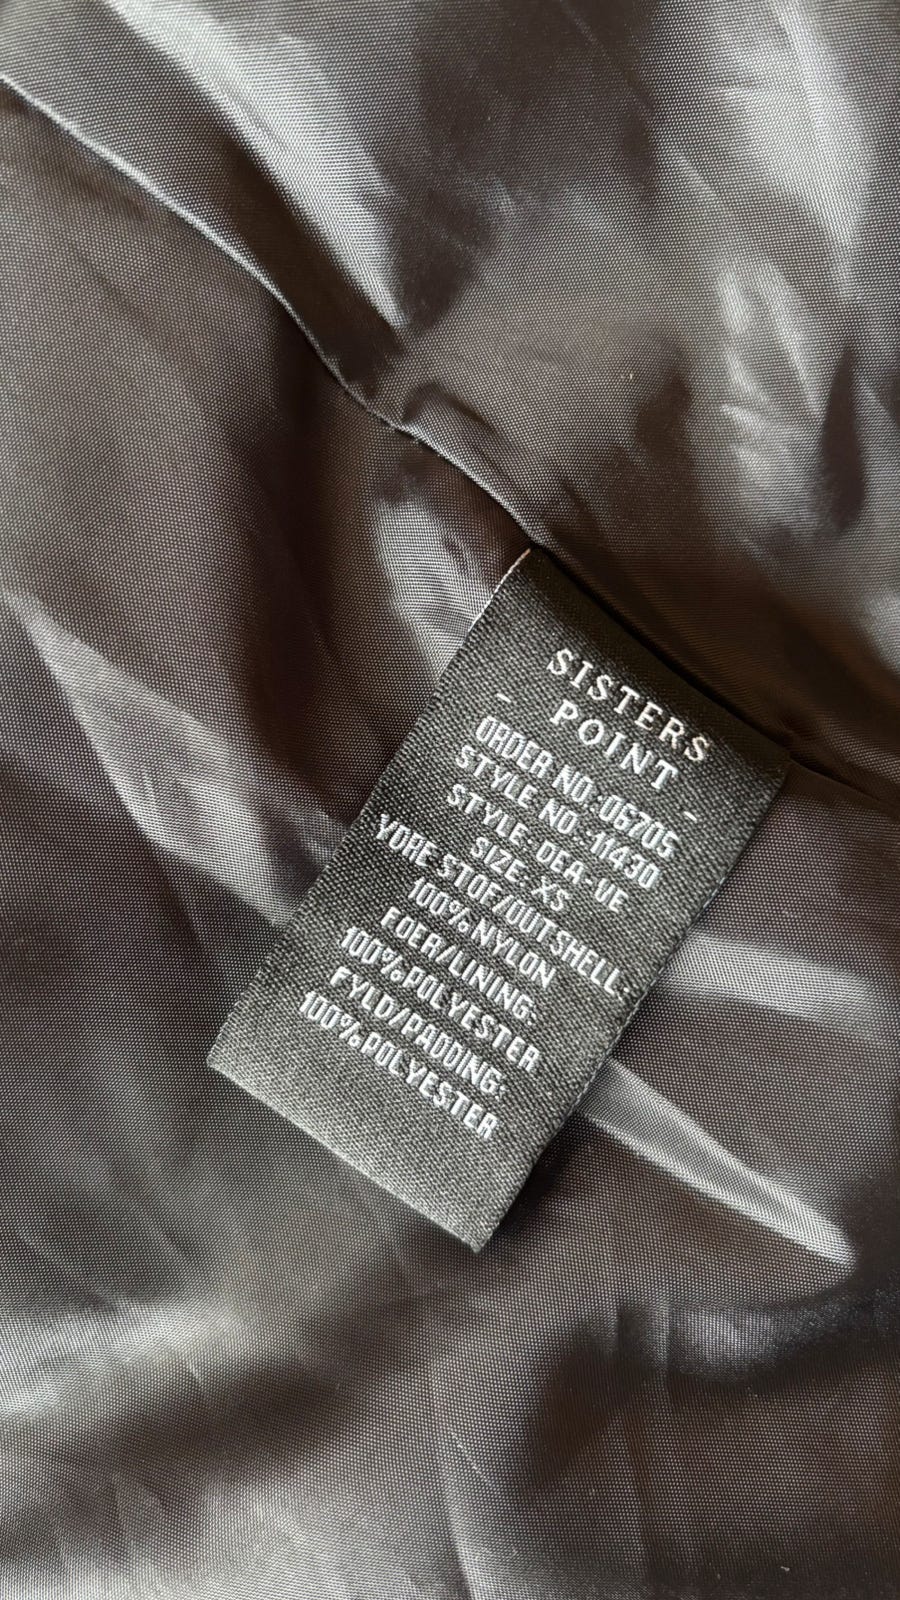 SISTERS
- POINT -
ORDER NO.:06705
STYLE NO.:11430
STYLE: DEA-VE
SIZE: XS
YDRE STOF/OUTSHELL:
100%NYLON
FOER/LINING:
100%POLYESTER
FYLD/PADDING:
100%POLYESTER